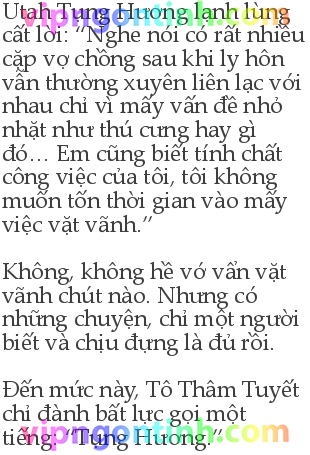 Utah Tụng Hương lạnh lùng
cất lời: “Nghe nói có rất nhiều
cặp vợ chồng sau khi ly hôn
vẫn thường xuyên liên lạc với
nhau chỉ vì mấy vấn đề nhỏ
nhặt như thú cưng hay gì
đó… Em cũng biết tính chất
công việc của tôi, tôi không
muốn tốn thời gian vào mấy
việc vặt vãnh.”

Không, không hề vớ vẩn vặt
vãnh chút nào. Nhưng có
những chuyện, chỉ một người
biết và chịu đựng là đủ rồi.

Đến mức này, Tô Thâm Tuyết
chỉ đành bất lực gọi một
tiếng: “Tụng Hương.”
vipngontinh.com
vipngontinh.com